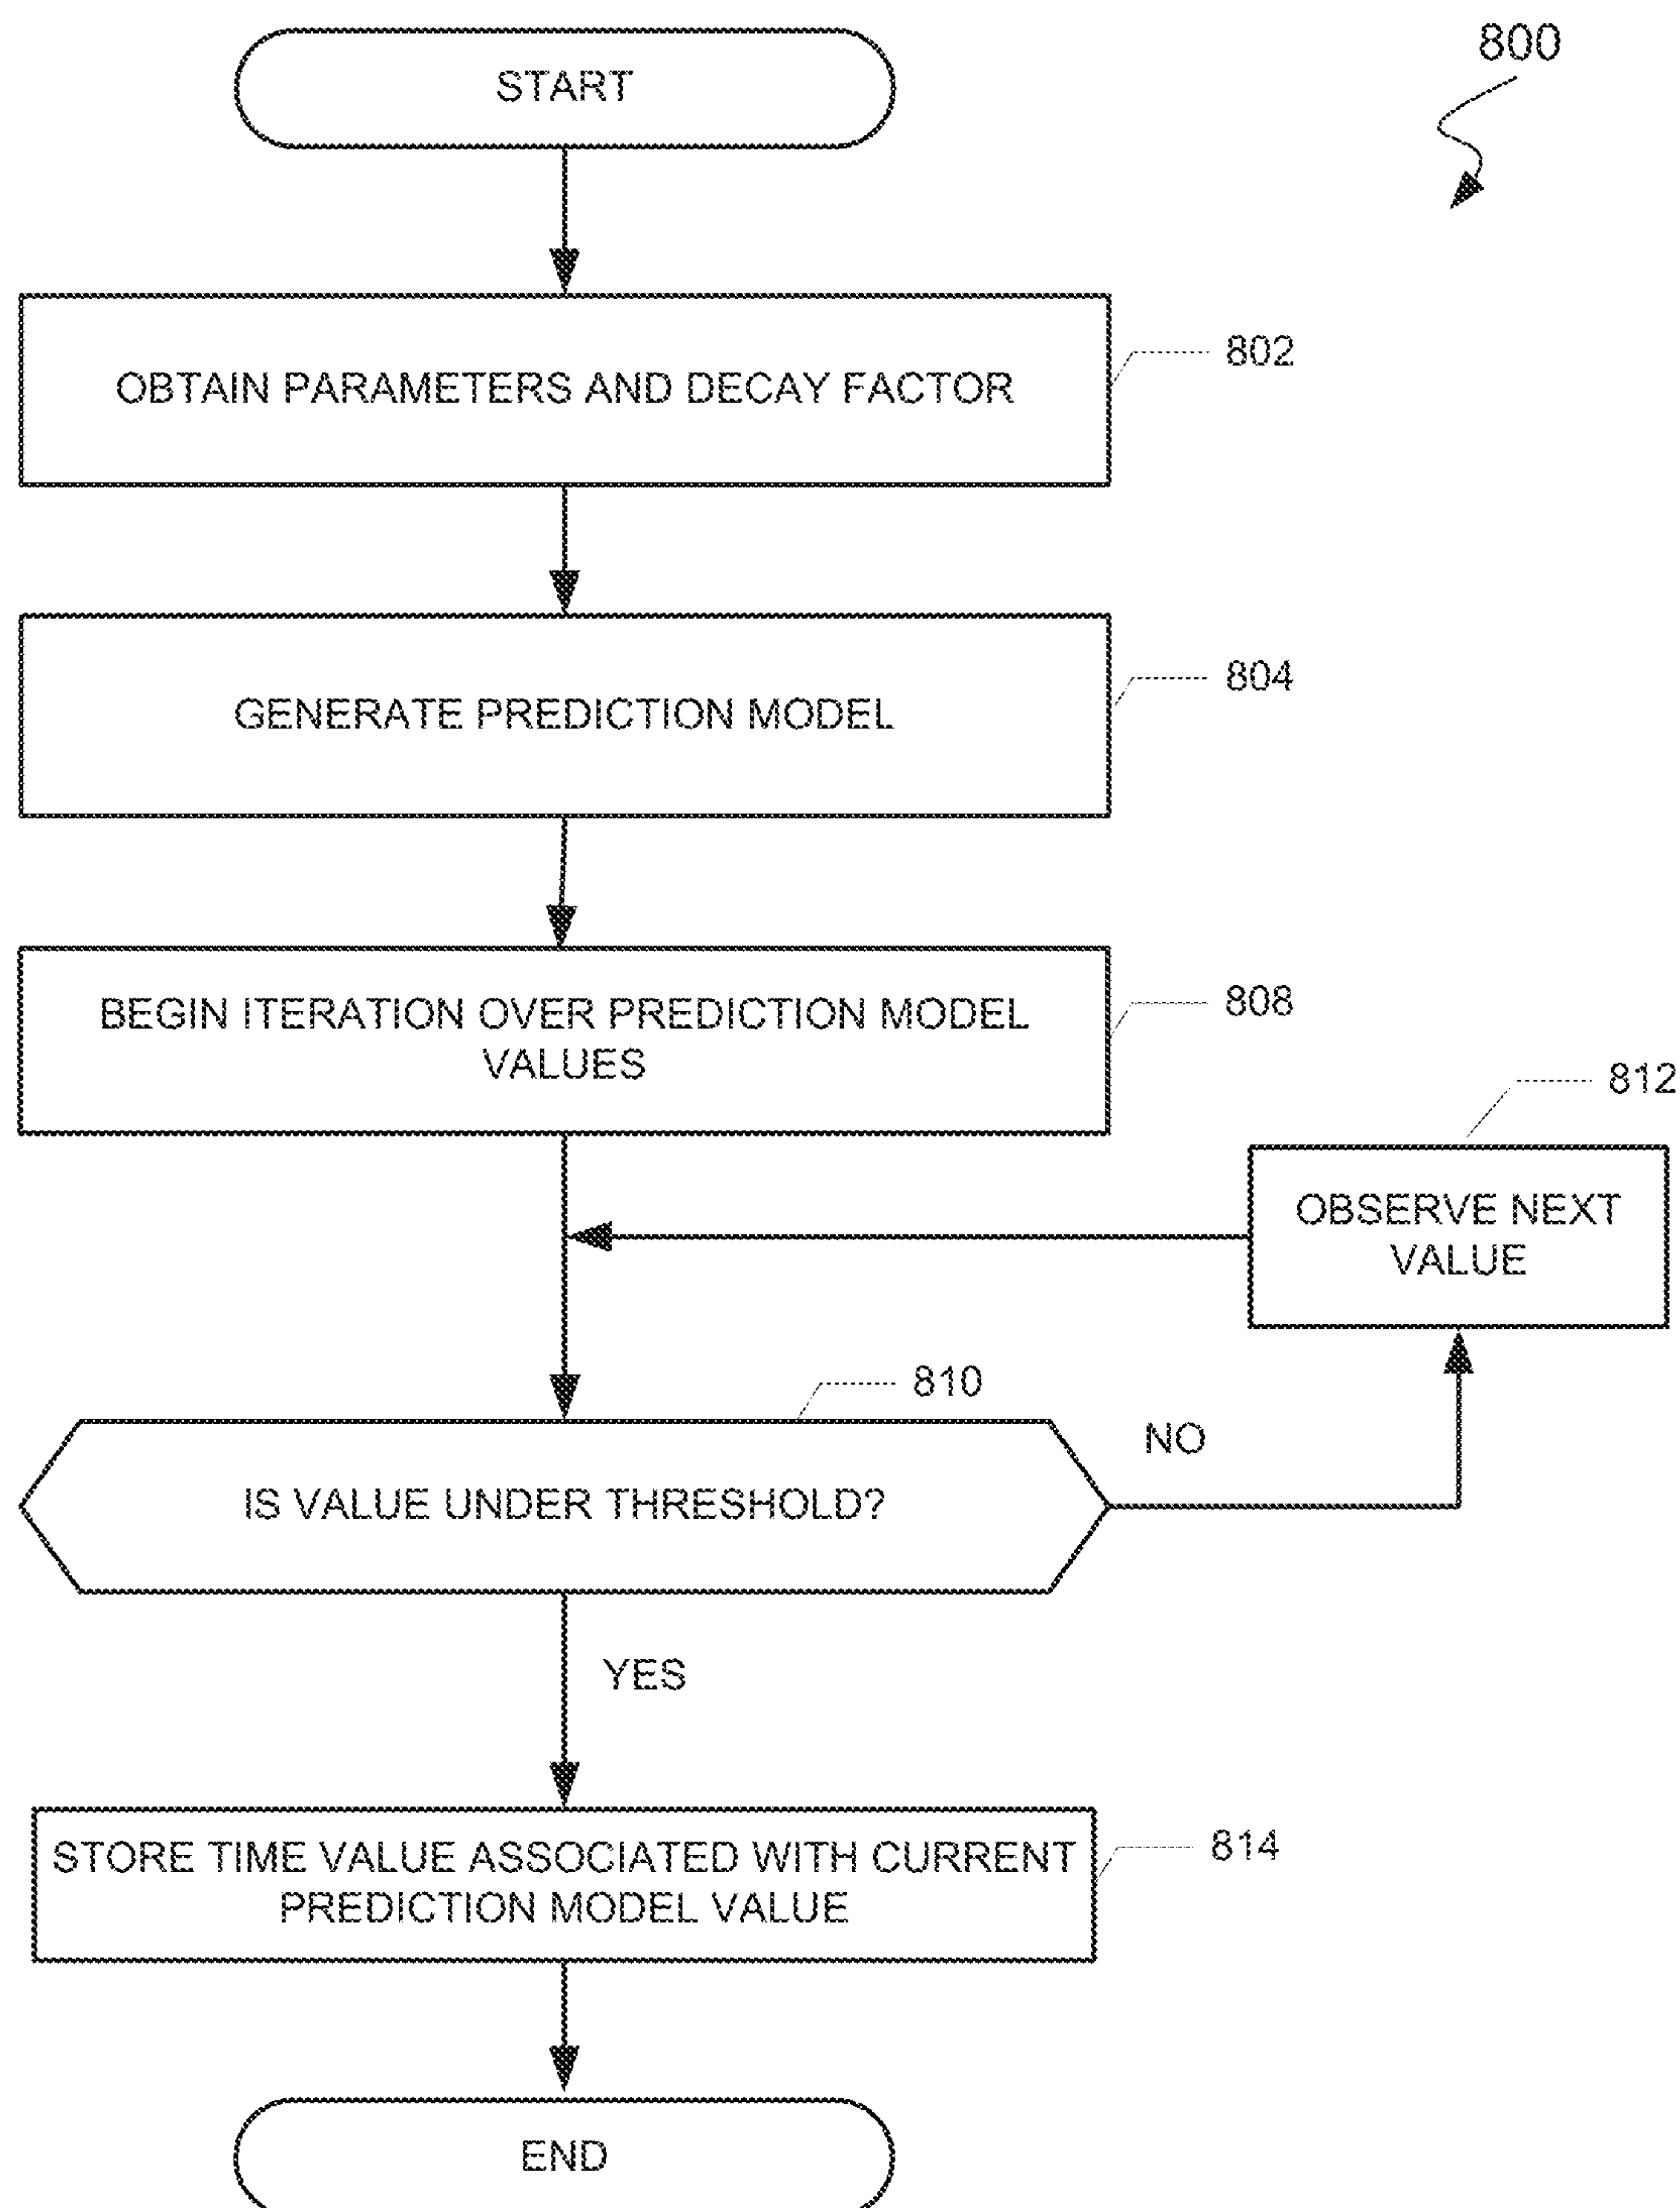 800
START
OBTAIN PARAMETERS AND DECAY FACTOR
802
GENERATE PREDICTION MODEL
804
BEGIN ITERATION OVER PREDICTION MODEL
VALUES
808
812
OBSERVE NEXT
VALUE
810
IS VALUE UNDER THRESHOLD?
NO
YES
STORE TIME VALUE ASSOCIATED WITH CURRENT
PREDICTION MODEL VALUE
814
END